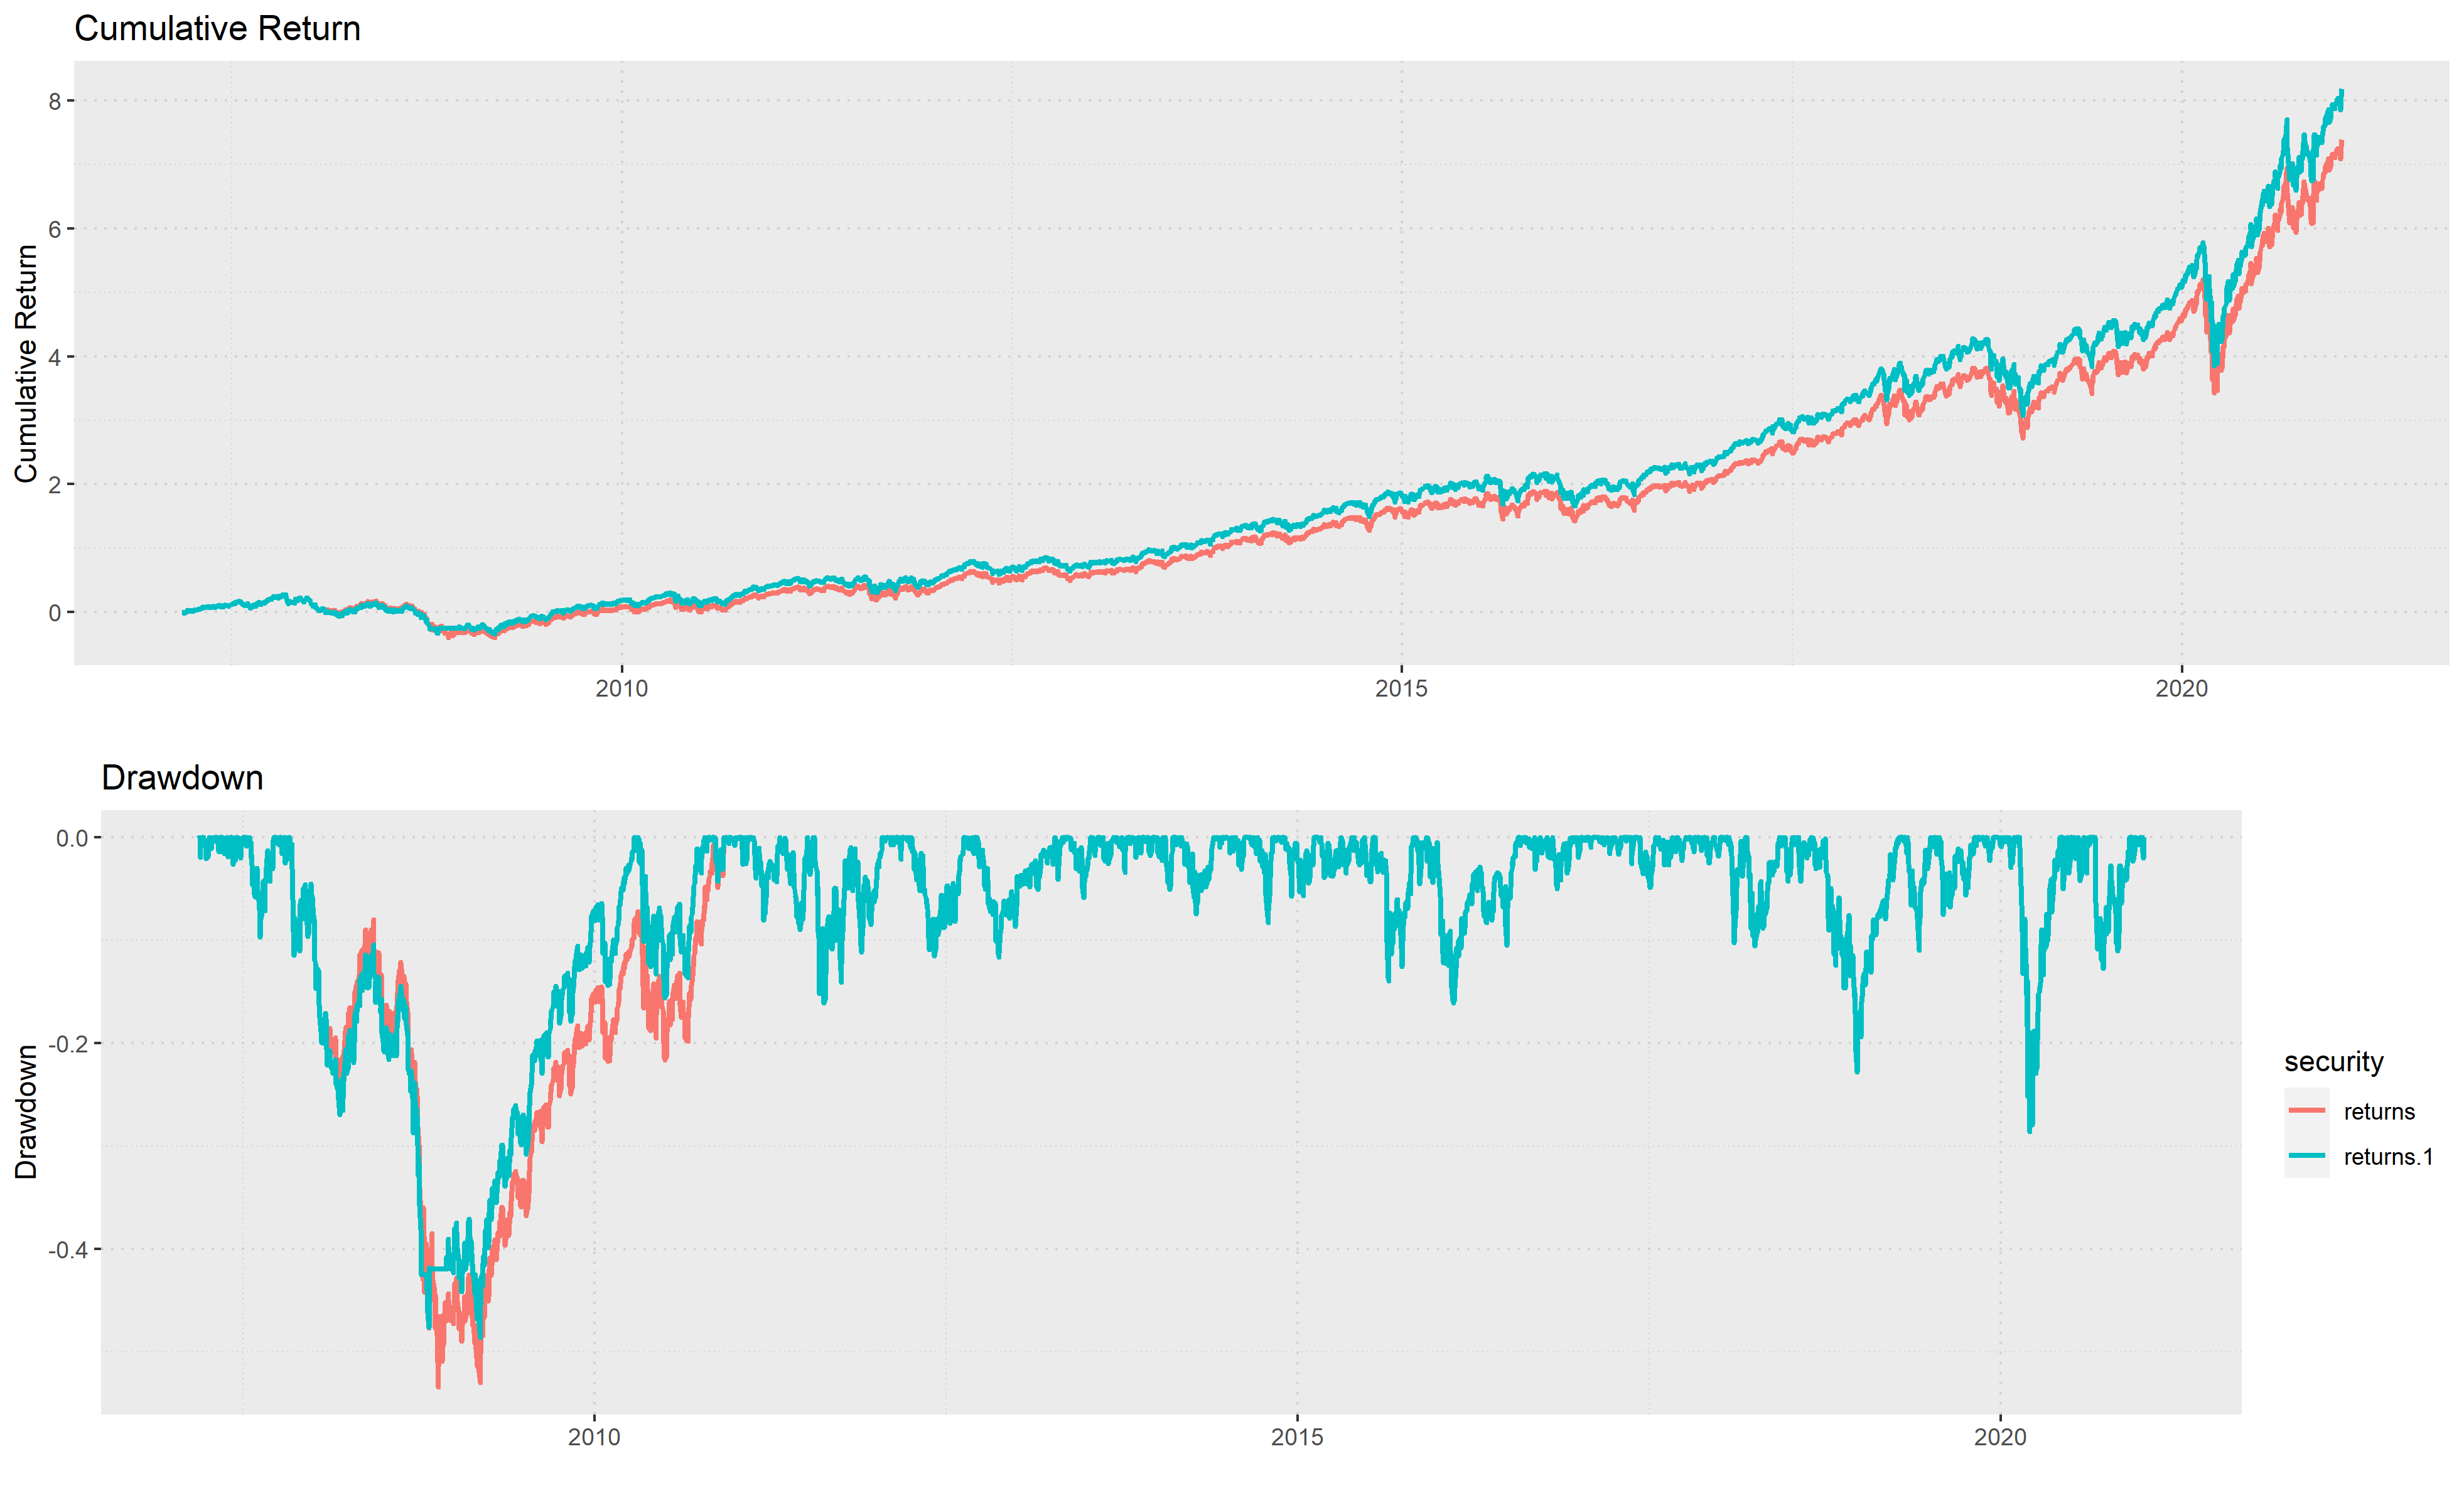 Cumulative Return
Cumulative Return
8
6
4
2
0
2010
2015
2020
Drawdown
Drawdown
0.0
-0.2
-0.4
2010
2015
2020
security
returns
returns.1